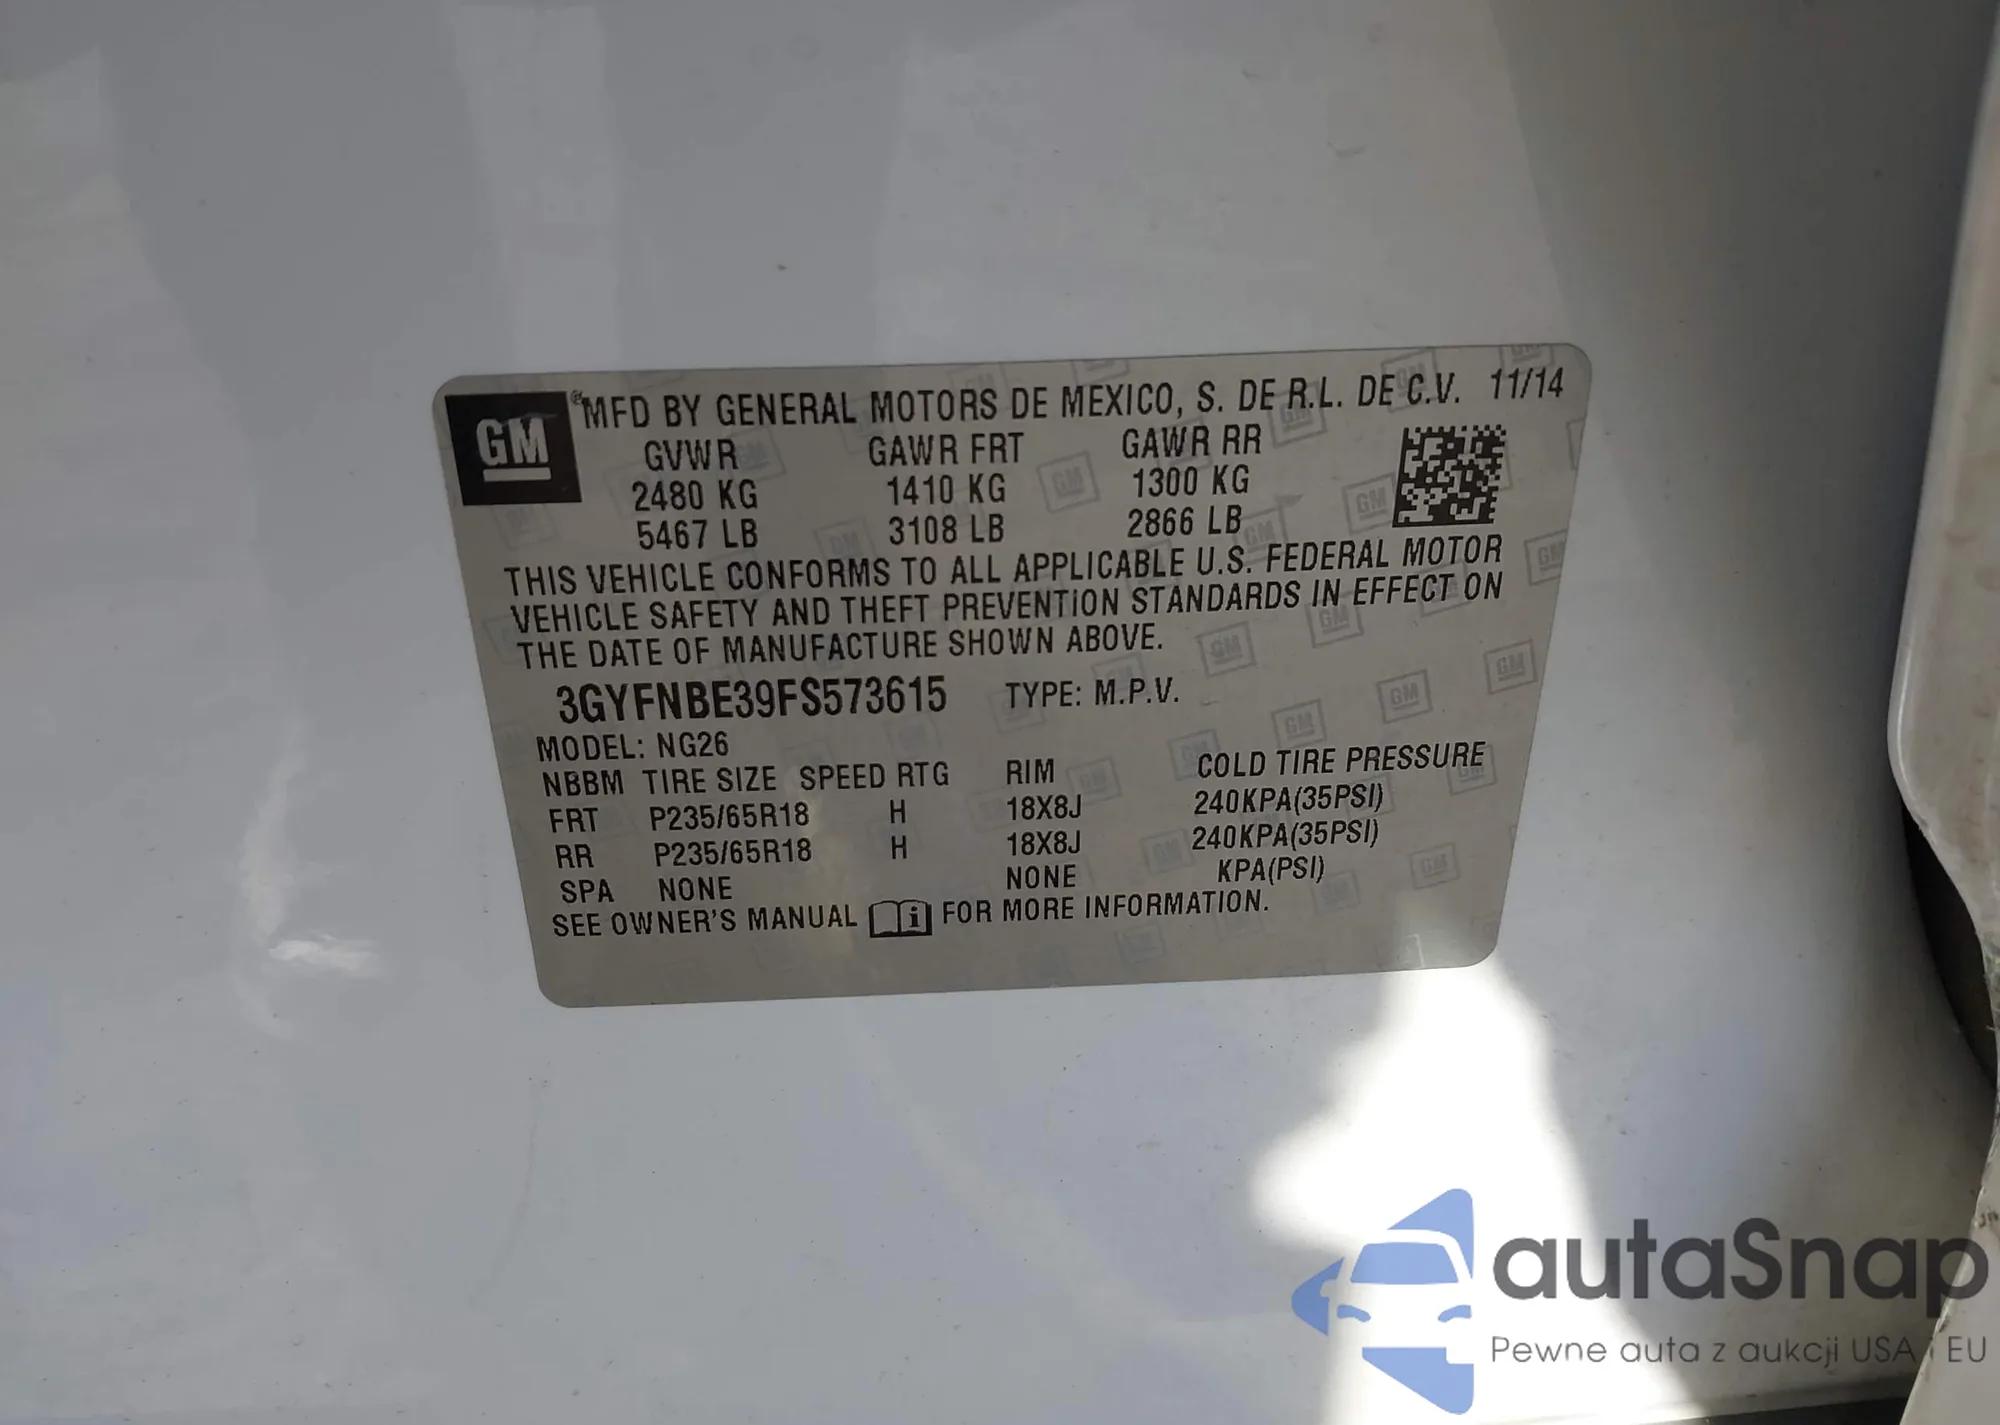 GM ® MFD BY GENERAL MOTORS DE MEXICO, S. DE R.L. DE C.V. 11/14
GVWR GAWR FRT GAWR RR
2480 KG 1410 KG 1300 KG
5467 LB 3108 LB 2866 LB
THIS VEHICLE CONFORMS TO ALL APPLICABLE U.S. FEDERAL MOTOR
VEHICLE SAFETY AND THEFT PREVENTION STANDARDS IN EFFECT ON
THE DATE OF MANUFACTURE SHOWN ABOVE.
3GYFNBE39FS573615 TYPE: M.P.V.
MODEL: NG26
NBBM TIRE SIZE SPEED RTG RIM COLD TIRE PRESSURE
FRT P235/65R18 H 18X8J 240KPA(35PSI)
RR P235/65R18 H 18X8J 240KPA(35PSI)
SPA NONE NONE KPA(PSI)
SEE OWNER'S MANUAL i FOR MORE INFORMATION.
autaSnap
Pewne auta z aukcji USA i EU